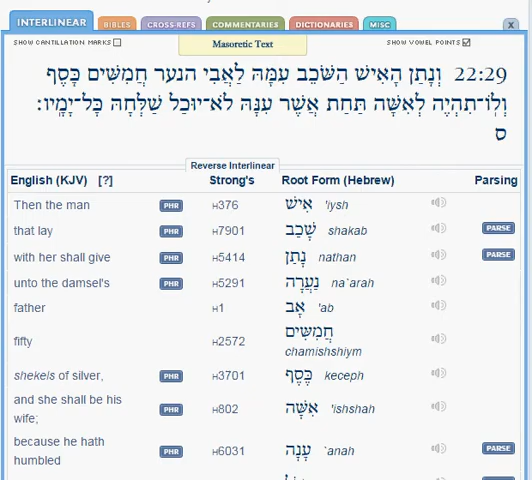 INTERLINEAR BIBLES CROSS-REFS COMMENTARIES DICTIONARIES MISC X
SHOW CANTILLATION MARKS Masoretic Text SHOW VOWEL POINTS
22:29 וְנָתַן הָאִישׁ הַשֹּׁכֵב עִמָּהּ לַאֲבִי הַנַּעֲרָ חֲמִשִּׁים כָּסֶף
וְלוֹ־תִהְיֶה לְאִשָּׁה תַּחַת אֲשֶׁר עִנָּהּ לֹא־יוּכַל שַׁלְּחָהּ כָּל־יָמָיו׃
ס
Reverse Interlinear
English (KJV) [?] Strong's Root Form (Hebrew) Parsing
Then the man PHR H376 אִישׁ 'iysh
that lay PHR H7901 שָׁכַב shakab PARSE
with her shall give PHR H5414 נָתַן nathan PARSE
unto the damsel's PHR H5291 נַעֲרָה na`arah
father H1 אָב 'ab
fifty H2572 חֲמִשִּׁים
chamishshiym
shekels of silver, PHR H3701 כֶּסֶף keceph
and she shall be his
wife; PHR H802 אִשָּׁה 'ishshah
because he hath
humbled PHR H6031 עָנָה `anah PARSE